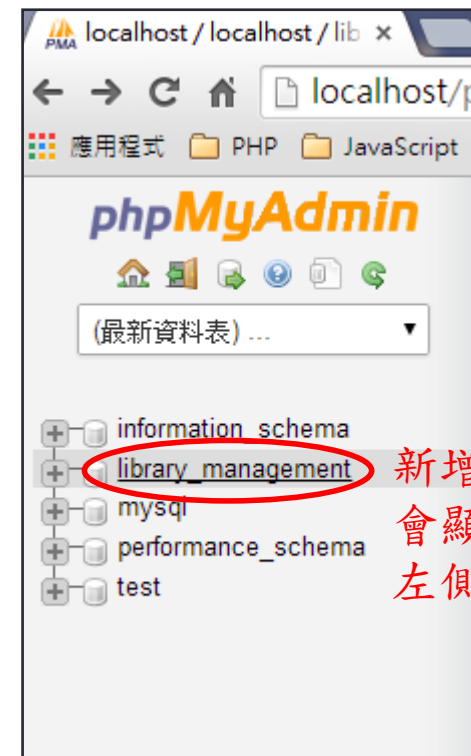 PMA localhost / localhost / lib
localhost/p
應用程式 PHP JavaScript
phpMyAdmin
(最新資料表) ...
information_schema
library_management
mysql
performance_schema
test
新增
會顯
左側